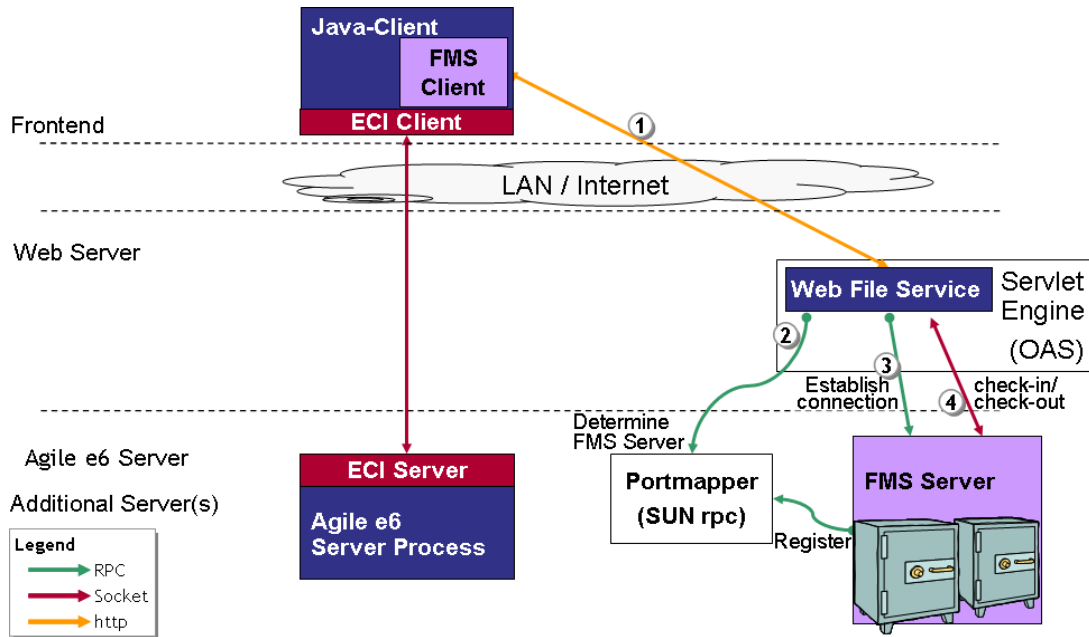 Java-Client
FMS
Client
ECI Client
Frontend
1
LAN / Internet
Web Server
Web File Service
Servlet
Engine
(OAS)
2
3
Establish
connection
4
check-in/
check-out
Determine
FMS Server
Agile e6 Server
Additional Server(s)
ECI Server
Agile e6
Server Process
Portmapper
(SUN rpc)
Register
FMS Server
Legend
RPC
Socket
http